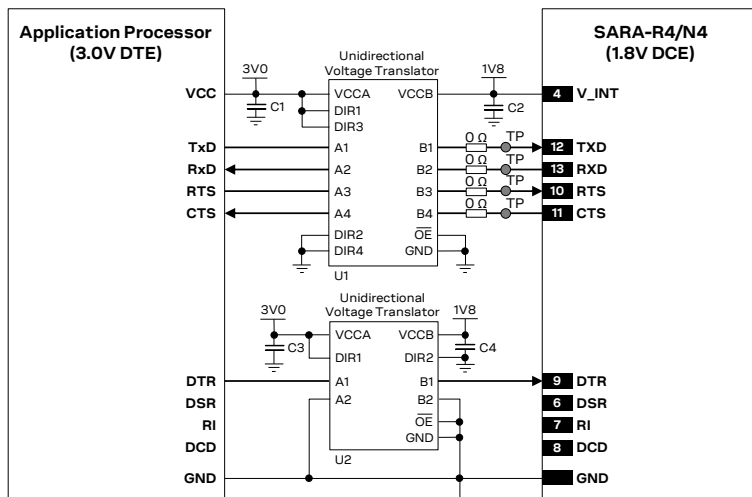 Application Processor
(3.0V DTE)
SARA-R4/N4
(1.8V DCE)
Unidirectional
Voltage Translator
3V0
1V8
VCC
C1
VCCA
VCCB
C2
4
V_INT
DIR1
DIR3
0 Ω
TP
TxD
A1
B1
12
TXD
0 Ω
TP
RxD
A2
B2
13
RXD
0 Ω
TP
RTS
A3
B3
10
RTS
0 Ω
TP
CTS
A4
B4
11
CTS
DIR2
OE
DIR4
GND
U1
Unidirectional
Voltage Translator
3V0
1V8
VCCA
VCCB
C3
C4
DIR1
DIR2
DTR
A1
B1
9
DTR
DSR
A2
B2
6
DSR
RI
OE
7
RI
GND
DCD
8
DCD
U2
GND
GND